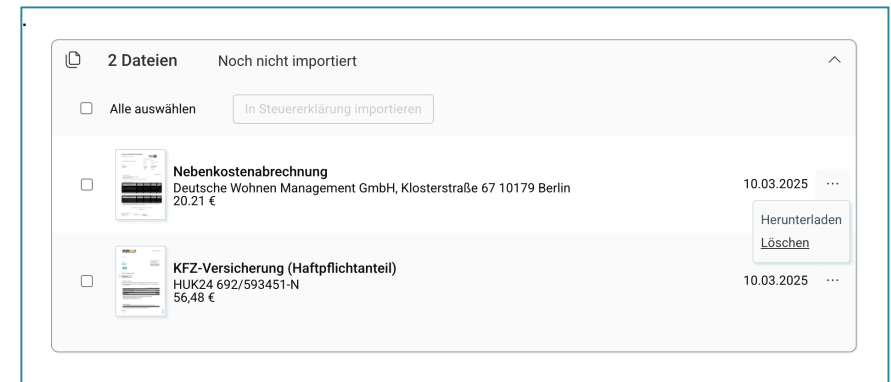 2 Dateien Noch nicht importiert
Alle auswählen In Steuererklärung importieren
Nebenkostenabrechnung
Deutsche Wohnen Management GmbH, Klosterstraße 67 10179 Berlin 10.03.2025 ...
20.21 €
Herunterladen
Löschen
KFZ-Versicherung (Haftpflichtanteil)
HUK24 692/593451-N 10.03.2025 ...
56,48 €